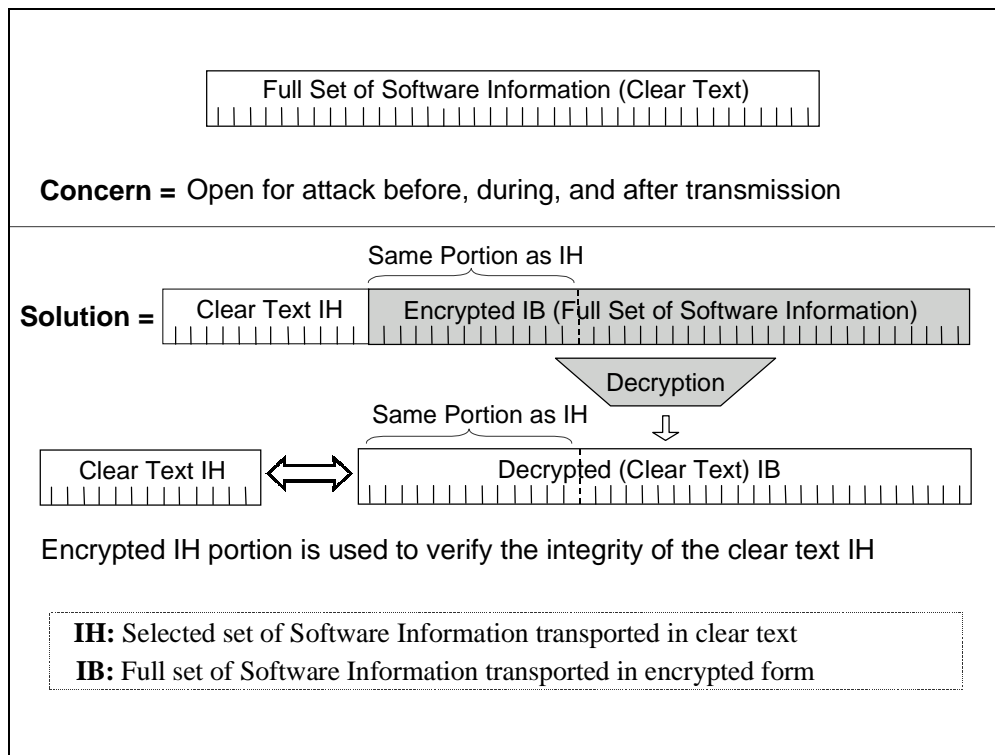 Full Set of Software Information (Clear Text)
Concern = Open for attack before, during, and after transmission
Same Portion as IH
Solution = Clear Text IH Encrypted IB (Full Set of Software Information)
Decryption
Same Portion as IH
Clear Text IH Decrypted (Clear Text) IB
Encrypted IH portion is used to verify the integrity of the clear text IH
IH: Selected set of Software Information transported in clear text
IB: Full set of Software Information transported in encrypted form